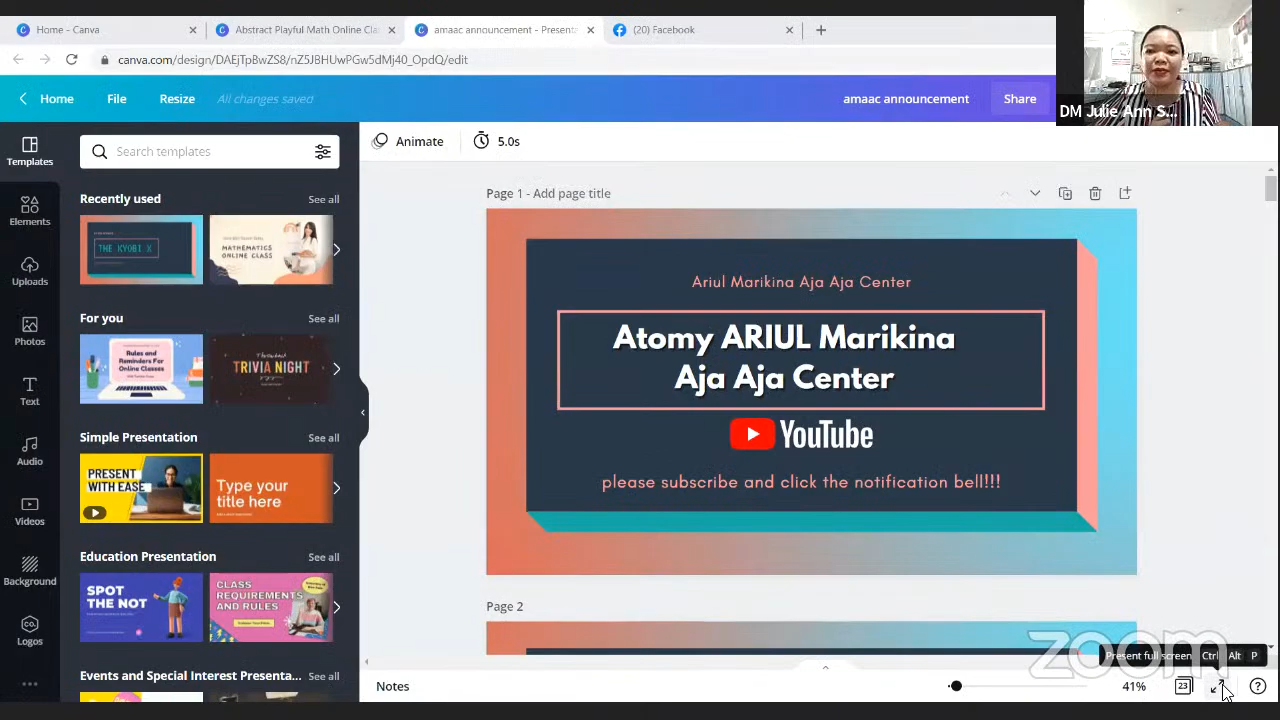 Home - Canva
Abstract Playful Math Online Cla
amaac announcement - Presenta
(20) Facebook
canva.com/design/DAEjTpBwZS8/nZ5J8HUwPGw5dMj40_OpdQ/edit
Home
File
Resize
All changes saved
amaac announcement
Share
DM Julie Ann S...
Templates
Elements
Uploads
Photos
Text
Audio
Videos
Background
Logos
Search templates
Animate
5.0s
Recently used
See all
THE KYOBI X
MATHEMATICS
ONLINE CLASS
For you
See all
Rules and
Reminders For
Online Classes
TRIVIA NIGHT
Simple Presentation
See all
PRESENT
WITH EASE
Type your
title here
Education Presentation
See all
SPOT
THE NOT
CLASS
REQUIREMENTS
AND RULES
Events and Special Interest Presenta...
See all
Page 1 - Add page title
Ariul Marikina Aja Aja Center
Atomy ARIUL Marikina
Aja Aja Center
YouTube
please subscribe and click the notification bell!!!
Page 2
zoom
Present full screen Ctrl Alt P
Notes
41%
23